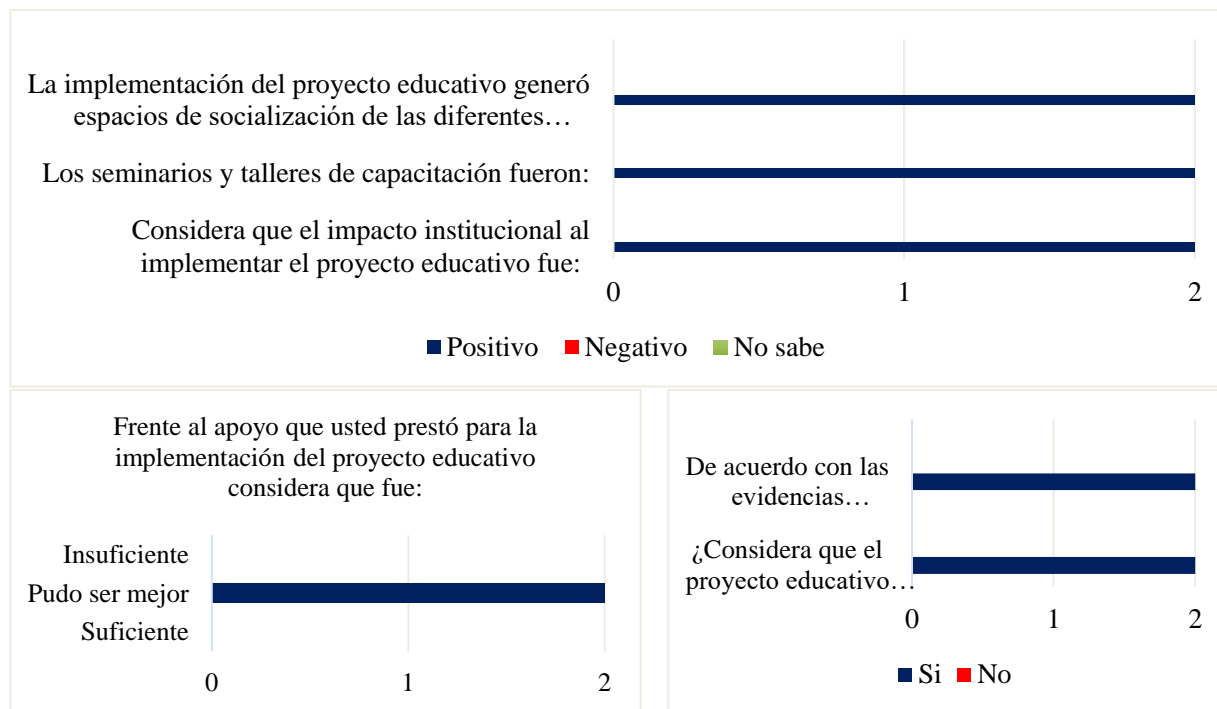 La implementación del proyecto educativo generó
espacios de socialización de las diferentes…
Los seminarios y talleres de capacitación fueron:
Considera que el impacto institucional al
implementar el proyecto educativo fue:
0 1 2
Positivo Negativo No sabe
Frente al apoyo que usted prestó para la
implementación del proyecto educativo
considera que fue:
Insuficiente
Pudo ser mejor
Suficiente
0 1 2
De acuerdo con las
evidencias…
¿Considera que el
proyecto educativo…
0 1 2
Si No